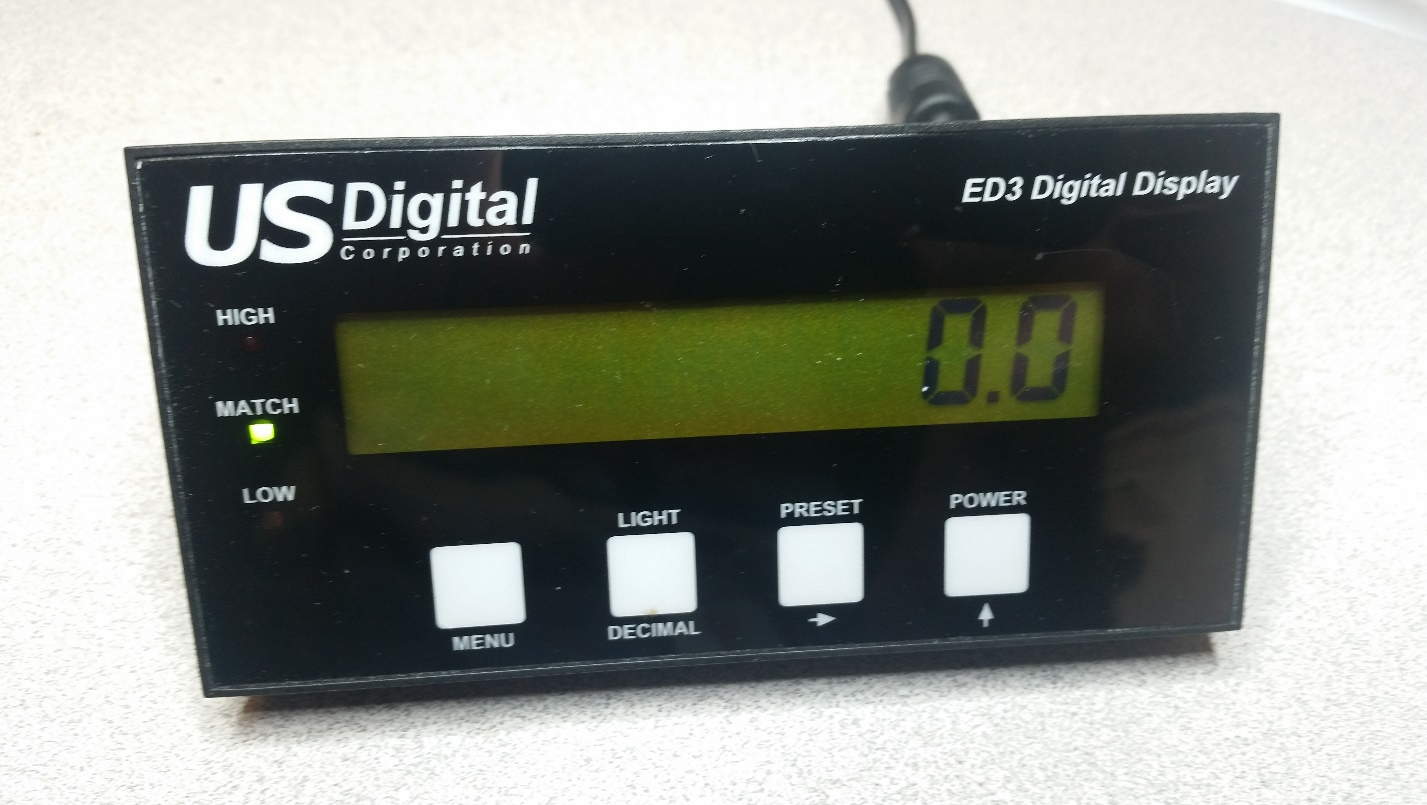 US Digital
Corporation
ED3 Digital Display
HIGH
MATCH
LOW
0.0
LIGHT
PRESET
POWER
MENU
DECIMAL